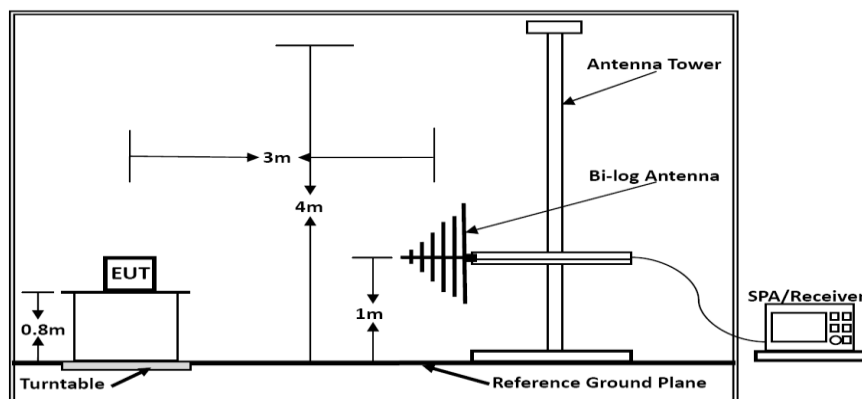 Antenna Tower
3m
Bi-log Antenna
4m
EUT
SPA/Receiver
0.8m
1m
Turntable
Reference Ground Plane